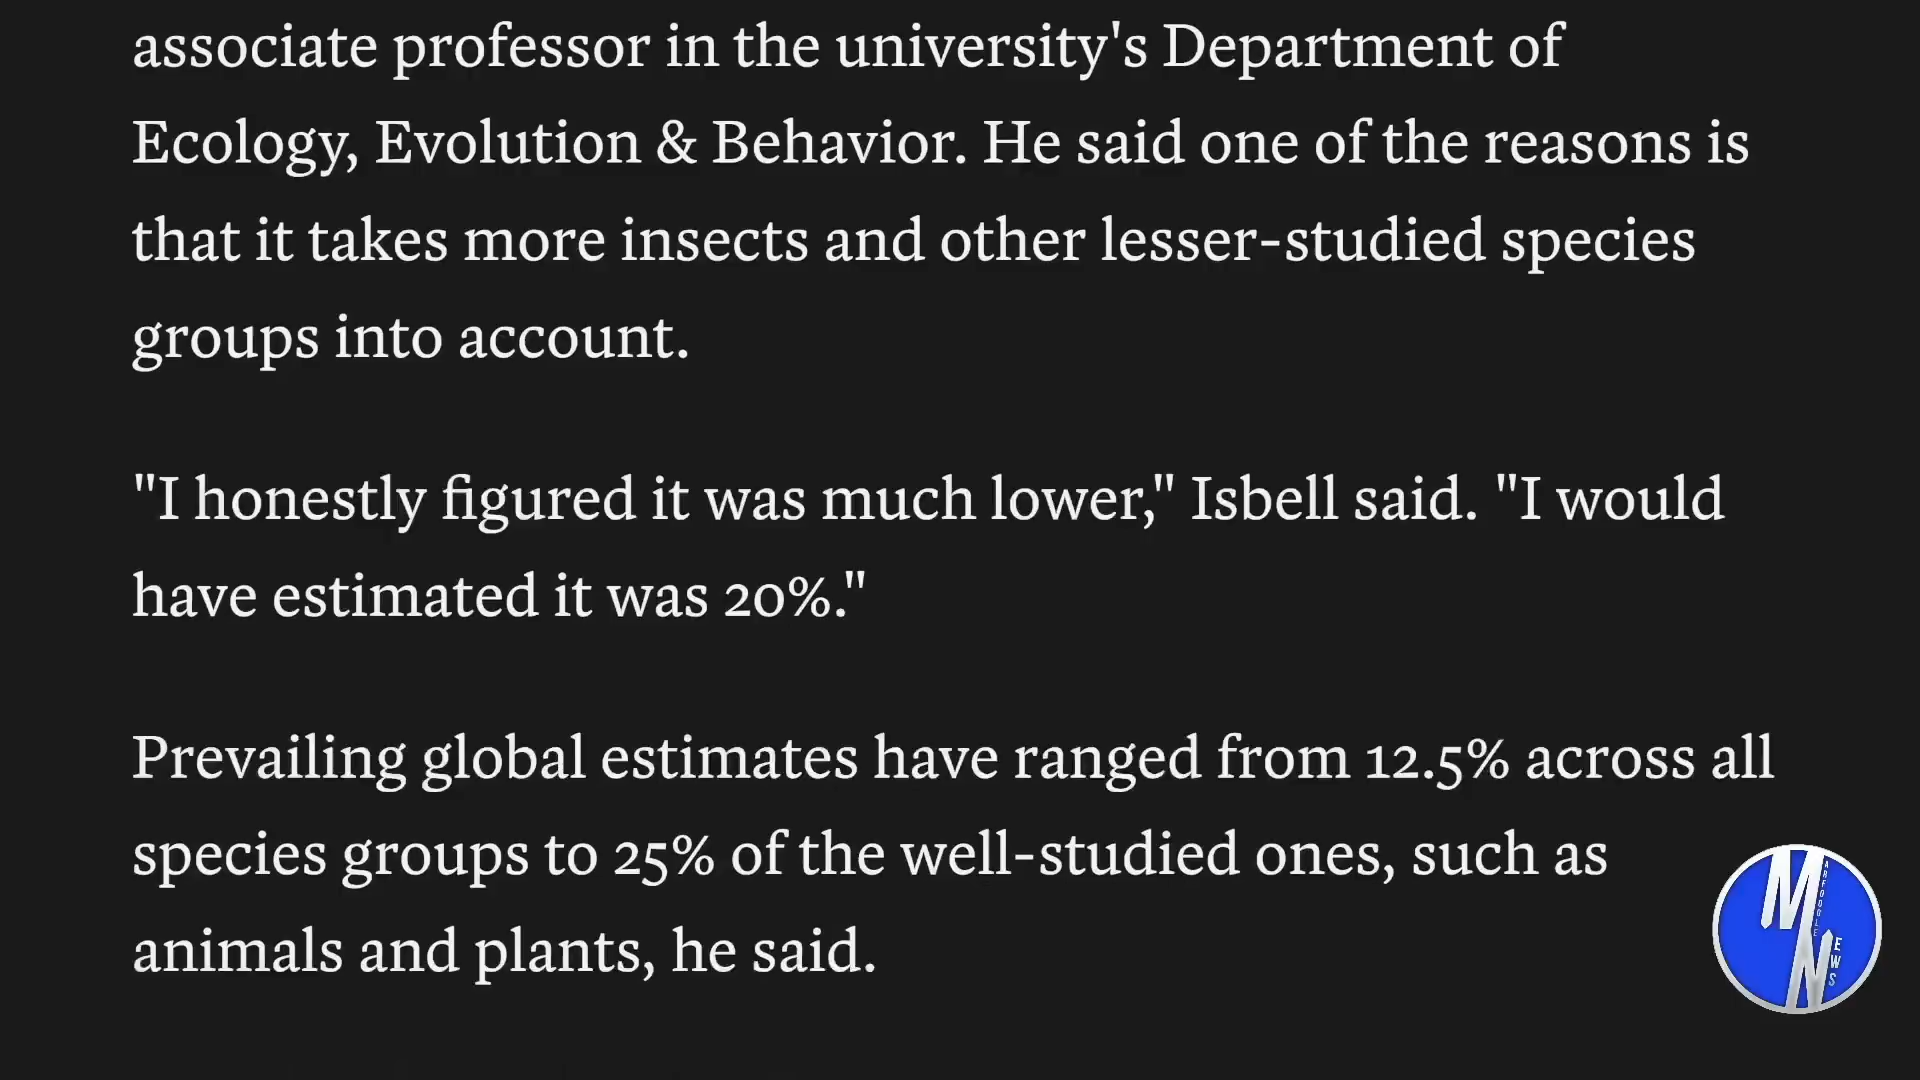 associate professor in the university's Department of
Ecology, Evolution & Behavior. He said one of the reasons is
that it takes more insects and other lesser-studied species
groups into account.
"I honestly figured it was much lower," Isbell said. "I would
have estimated it was 20%."
Prevailing global estimates have ranged from 12.5% across all
species groups to 25% of the well-studied ones, such as
animals and plants, he said.
MARFOOGLE
NEWS